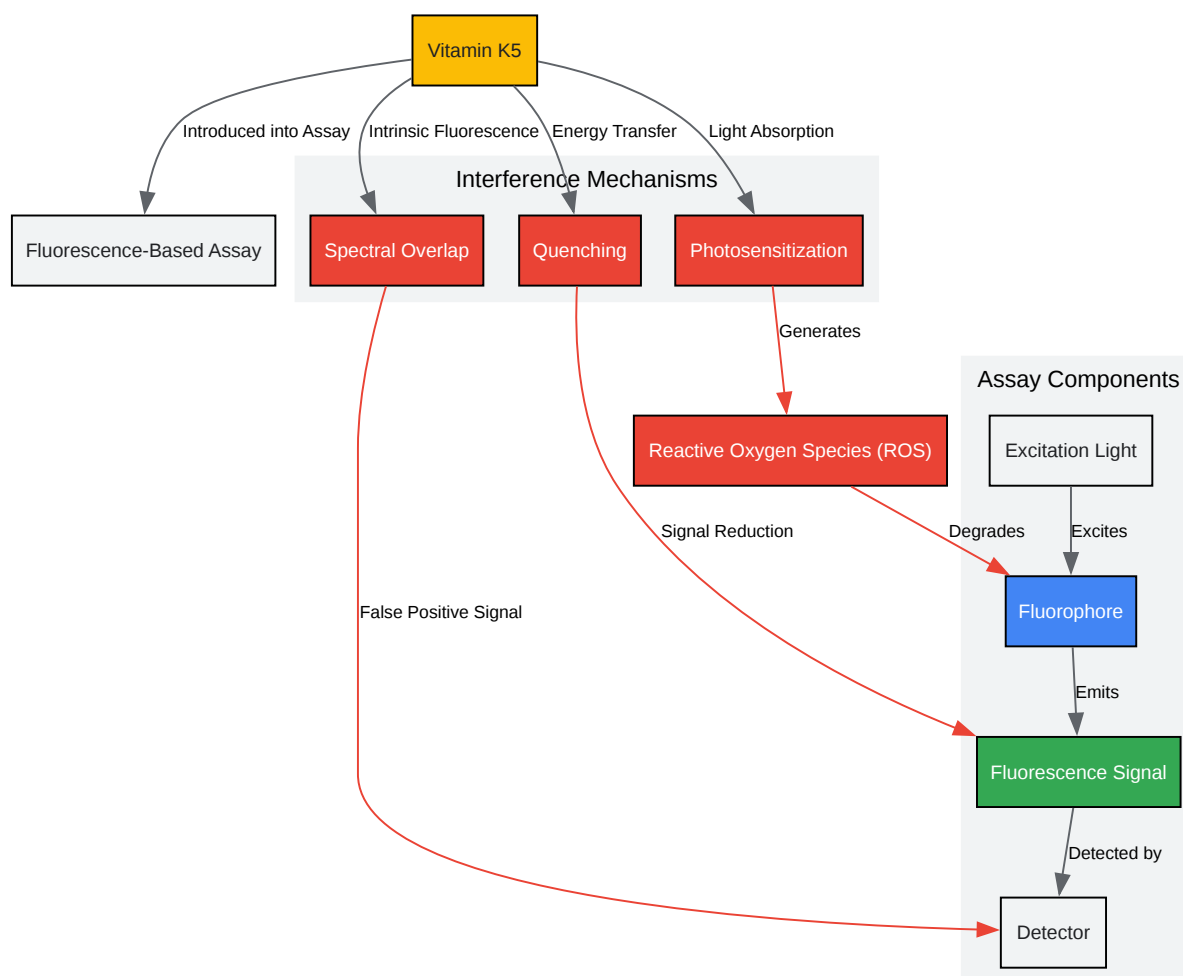 Vitamin K5
Introduced into Assay
Intrinsic Fluorescence
Energy Transfer
Light Absorption
Interference Mechanisms
Fluorescence-Based Assay
Spectral Overlap
Quenching
Photosensitization
Generates
Assay Components
Reactive Oxygen Species (ROS)
Excitation Light
Signal Reduction
Degrades
Excites
False Positive Signal
Fluorophore
Emits
Fluorescence Signal
Detected by
Detector